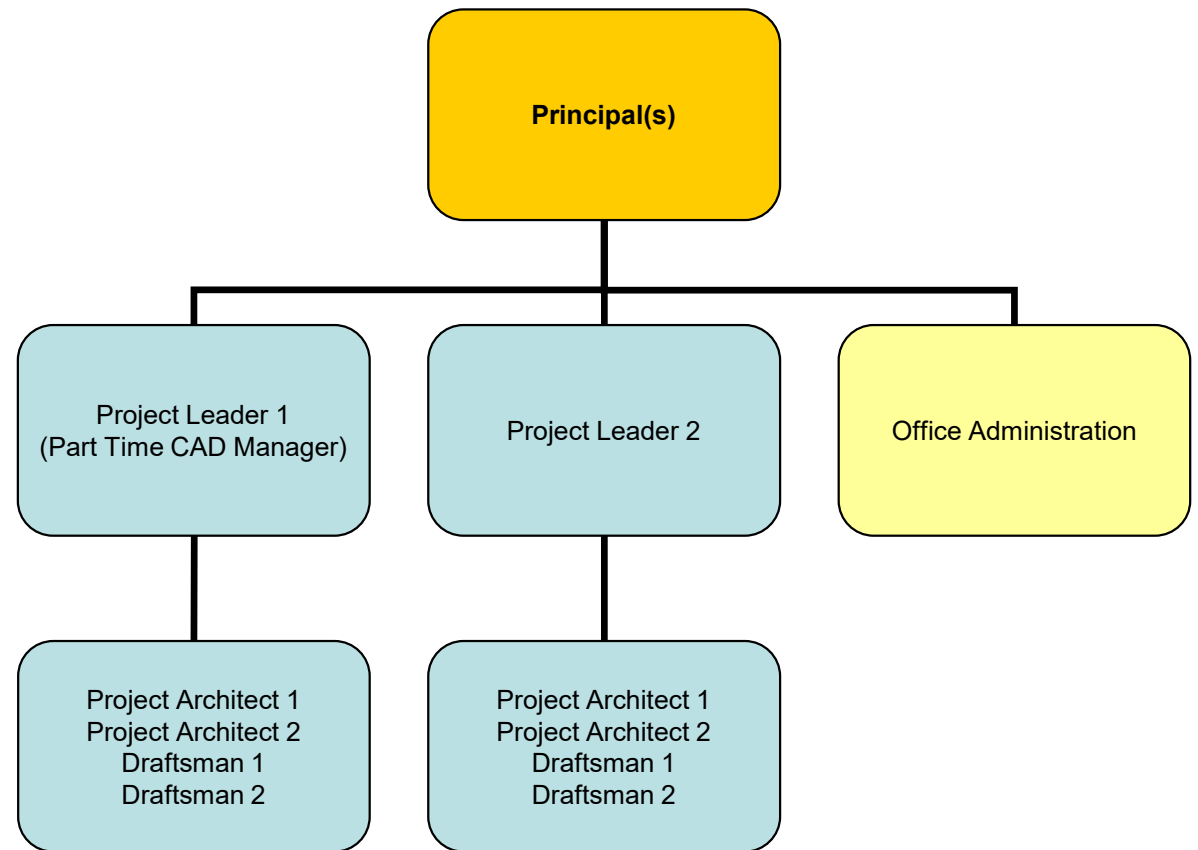 Principal(s)
Project Leader 1
(Part Time CAD Manager)
Project Leader 2
Office Administration
Project Architect 1
Project Architect 2
Draftsman 1
Draftsman 2
Project Architect 1
Project Architect 2
Draftsman 1
Draftsman 2